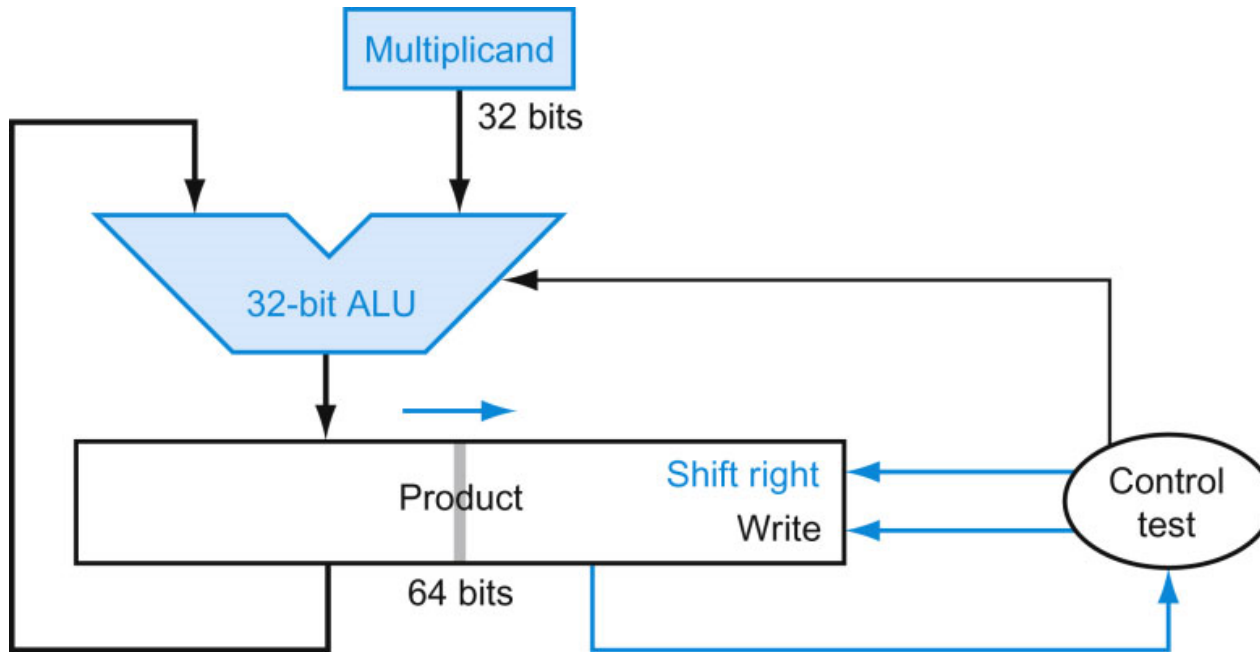 Multiplicand
32 bits
32-bit ALU
Shift right
Product
Write
Control
test
64 bits